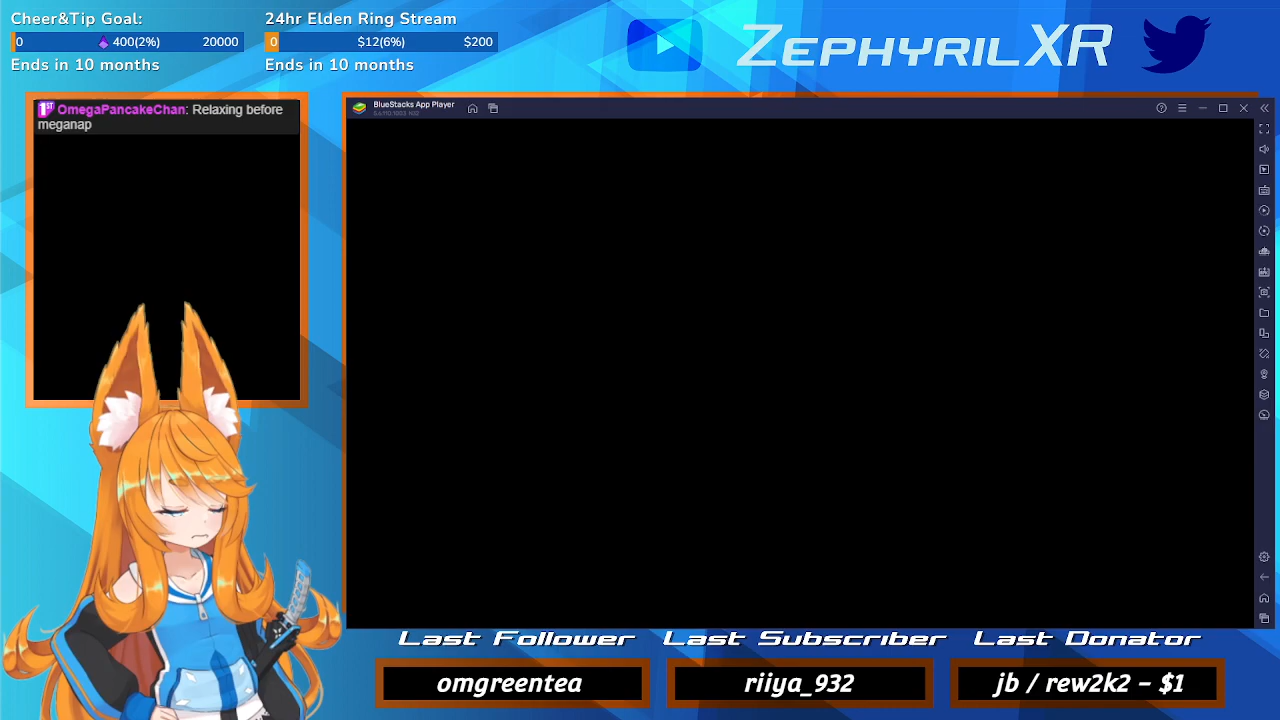 Cheer&Tip Goal:
0 400(2%) 20000
Ends in 10 months
24hr Elden Ring Stream
0 $12(6%) $200
Ends in 10 months
ZephyrilXR
1ST OmegaPancakeChan: Relaxing before
meganap
BlueStacks App Player
Last Follower
omgreentea
Last Subscriber
riiya_932
Last Donator
jb / rew2k2 - $1